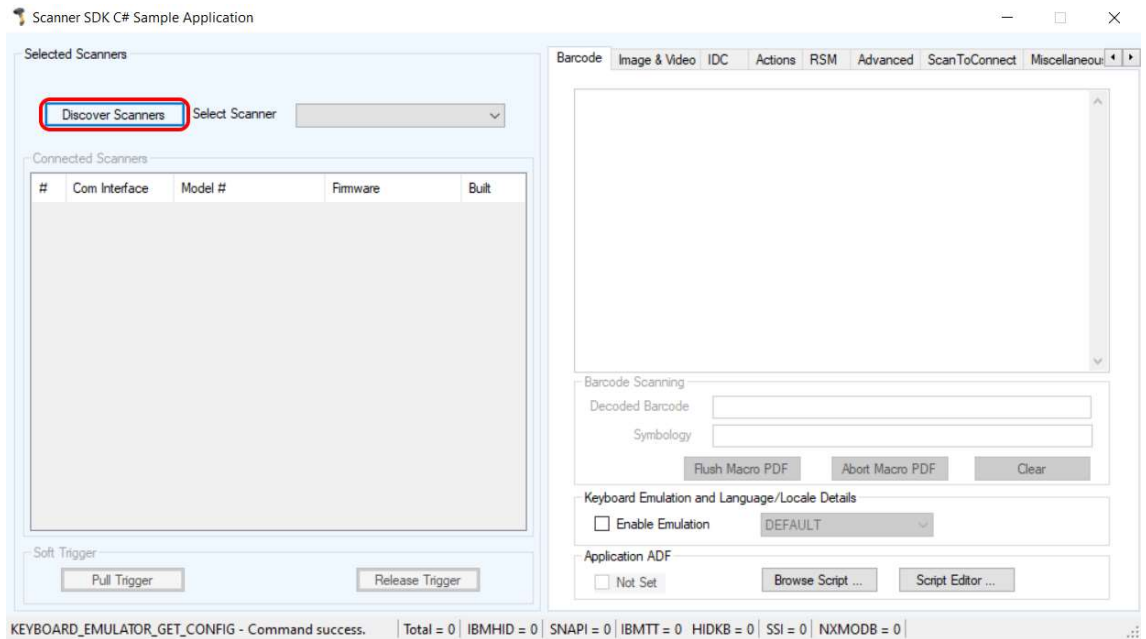 Scanner SDK C# Sample Application
Selected Scanners
Discover Scanners Select Scanner
Connected Scanners
# Com Interface Model # Firmware Built
Soft Trigger
Pull Trigger Release Trigger
Barcode Image & Video IDC Actions RSM Advanced ScanToConnect Miscellaneou
Barcode Scanning
Decoded Barcode
Symbology
Flush Macro PDF Abort Macro PDF Clear
Keyboard Emulation and Language/Locale Details
Enable Emulation DEFAULT
Application ADF
Not Set Browse Script ... Script Editor ...
KEYBOARD_EMULATOR_GET_CONFIG - Command success. Total = 0 IBMHID = 0 SNAPI = 0 IBMTT = 0 HIDKB = 0 SSI = 0 NXMODB = 0